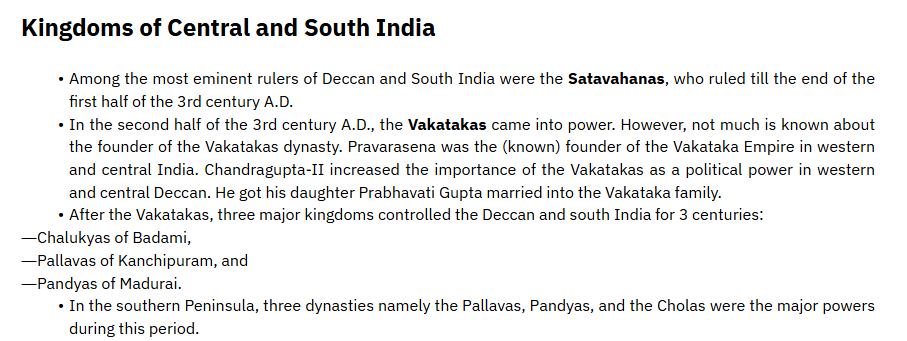 Kingdoms of Central and South India
• Among the most eminent rulers of Deccan and South India were the Satavahanas, who ruled till the end of the
first half of the 3rd century A.D.
• In the second half of the 3rd century A.D., the Vakatakas came into power. However, not much is known about
the founder of the Vakatakas dynasty. Pravarasena was the (known) founder of the Vakataka Empire in western
and central India. Chandragupta-II increased the importance of the Vakatakas as a political power in western
and central Deccan. He got his daughter Prabhavati Gupta married into the Vakataka family.
• After the Vakatakas, three major kingdoms controlled the Deccan and south India for 3 centuries:
—Chalukyas of Badami,
—Pallavas of Kanchipuram, and
—Pandyas of Madurai.
• In the southern Peninsula, three dynasties namely the Pallavas, Pandyas, and the Cholas were the major powers
during this period.